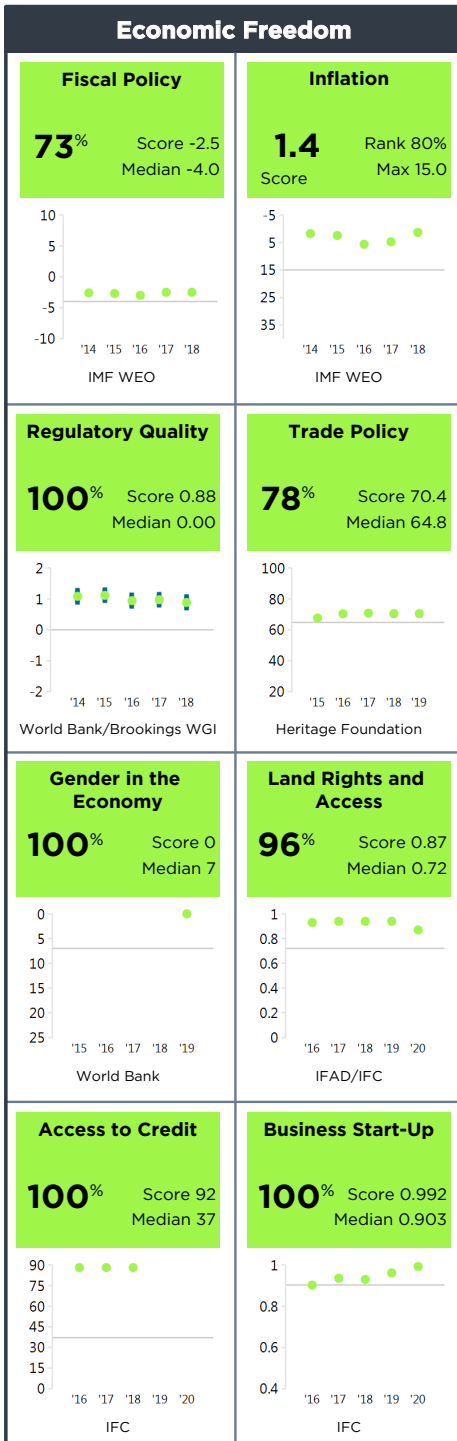 Economic Freedom
Fiscal Policy
73%
Score -2.5
Median -4.0
10
5
0
-5
-10
'14 '15 '16 '17 '18
IMF WEO
Inflation
1.4
Score
Rank 80%
Max 15.0
-5
5
15
25
35
'14 '15 '16 '17 '18
IMF WEO
Regulatory Quality
100%
Score 0.88
Median 0.00
2
1
0
-1
-2
'14 '15 '16 '17 '18
World Bank/Brookings WGI
Trade Policy
78%
Score 70.4
Median 64.8
100
80
60
40
20
'15 '16 '17 '18 '19
Heritage Foundation
Gender in the
Economy
100%
Score 0
Median 7
0
5
10
15
20
25
'15 '16 '17 '18 '19
World Bank
Land Rights and
Access
96%
Score 0.87
Median 0.72
1
0.8
0.6
0.4
0.2
0
'16 '17 '18 '19 '20
IFAD/IFC
Access to Credit
100%
Score 92
Median 37
90
75
60
45
30
15
0
'16 '17 '18 '19 '20
IFC
Business Start-Up
100%
Score 0.992
Median 0.903
1
0.8
0.6
0.4
'16 '17 '18 '19 '20
IFC